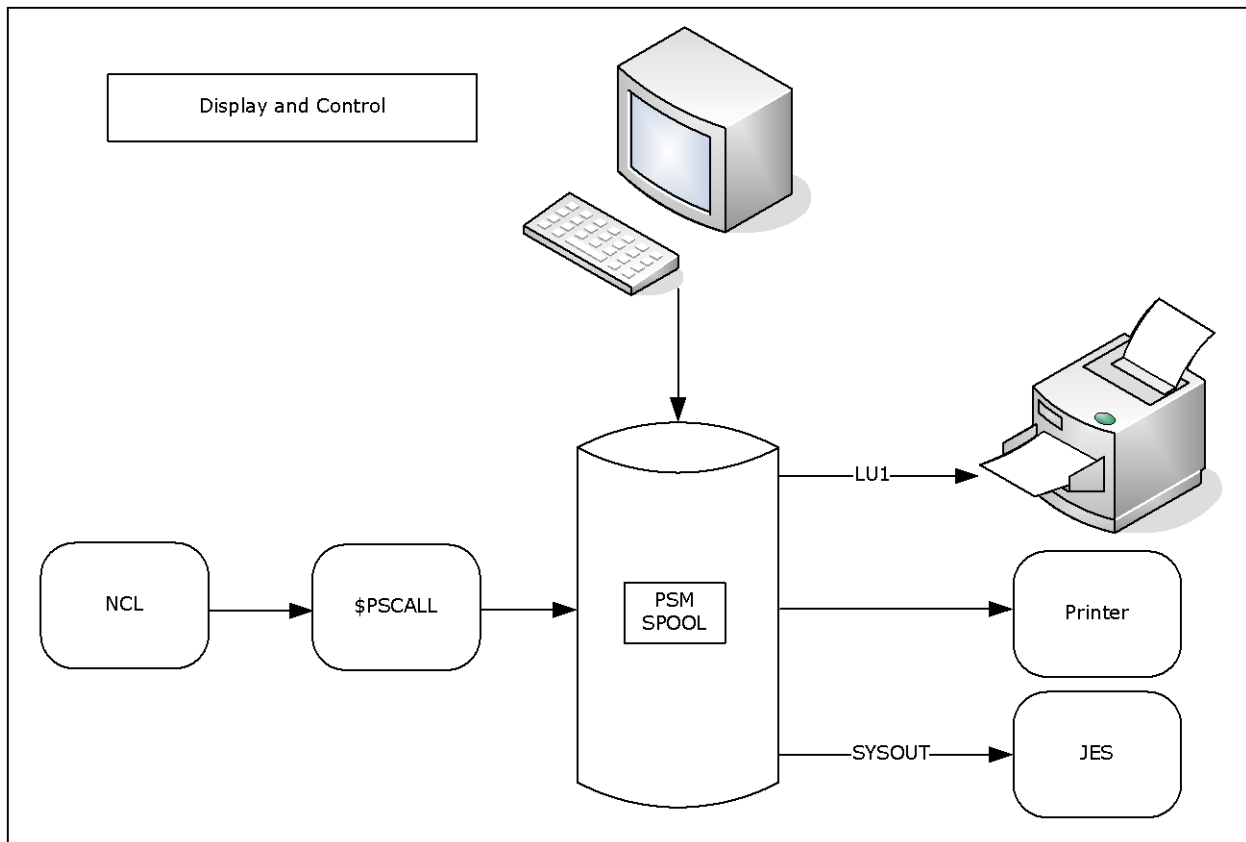 Display and Control
LU1
NCL
$PSCALL
PSM
SPOOL
Printer
SYSOUT
JES